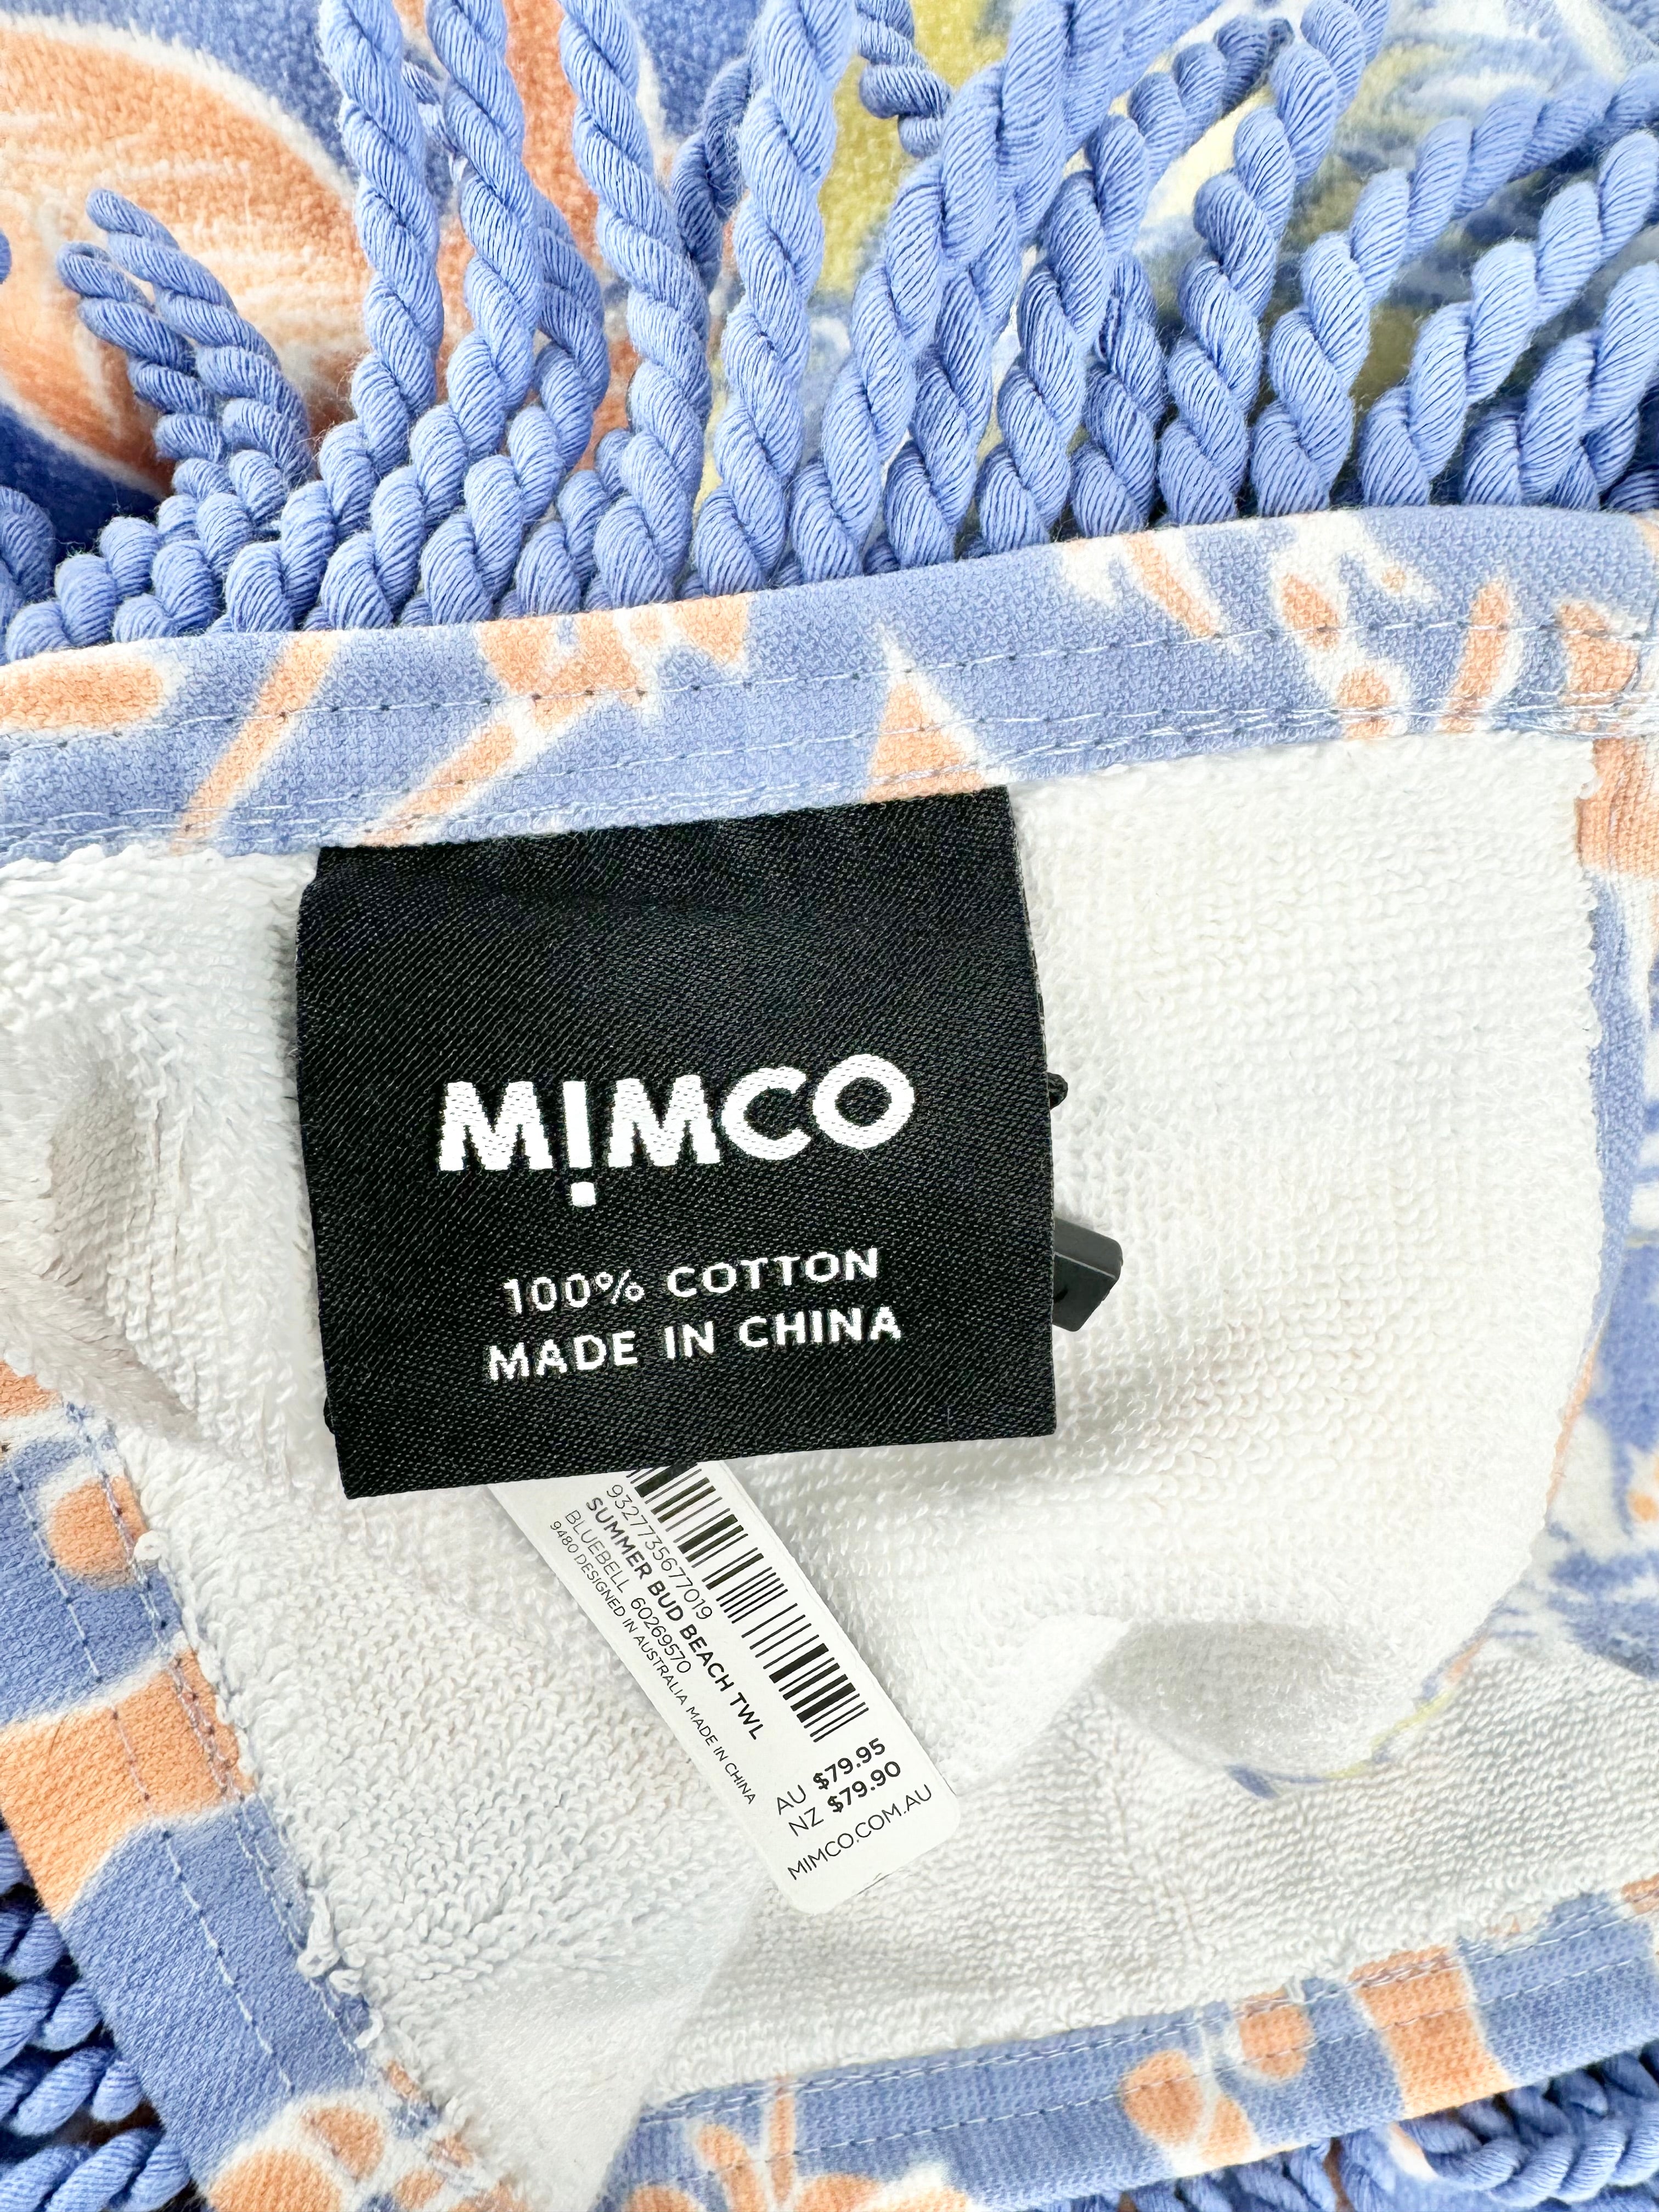 MIMCO
100% COTTON
MADE IN CHINA
9327735677019
SUMMER BUD BEACH TWL
BLUEBELL 60269570
9480 DESIGNED IN AUSTRALIA MADE IN CHINA
AU $79.95
NZ $79.90
MIMCO.COM.AU